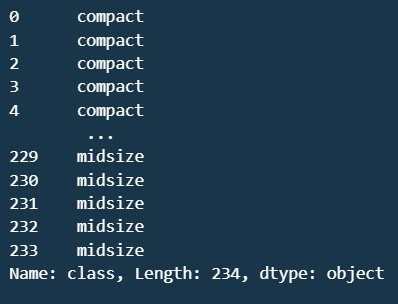 0      compact
1      compact
2      compact
3      compact
4      compact
        ...
229    midsize
230    midsize
231    midsize
232    midsize
233    midsize
Name: class, Length: 234, dtype: object